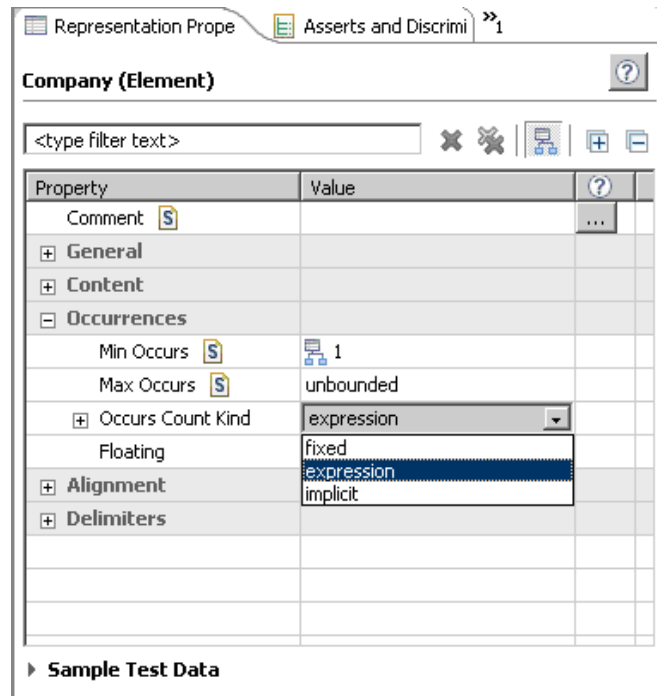 Representation Prope Asserts and Discrimi »1
Company (Element)
<type filter text>
Property Value
Comment S ...
General
Content
Occurrences
Min Occurs S 1
Max Occurs S unbounded
Occurs Count Kind expression
Floating fixed
expression
implicit
Alignment
Delimiters
Sample Test Data